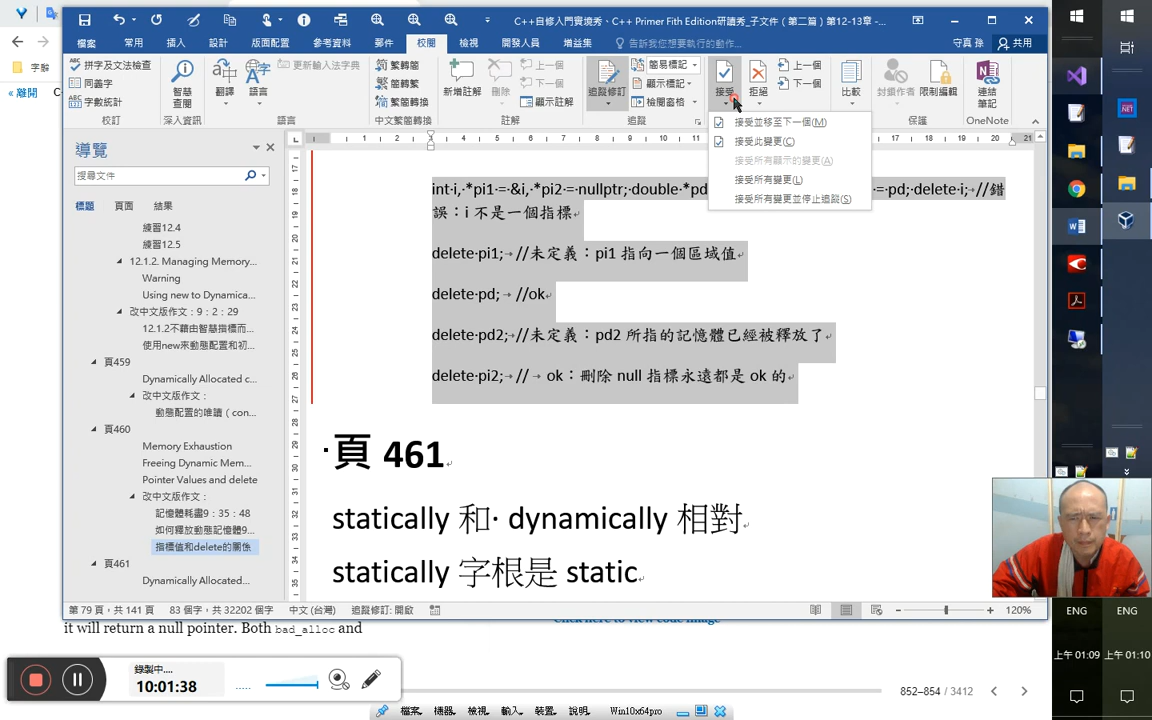 C++自修入門實境秀、C++ Primer Fith Edition研讀秀_子文件（第二篇）第12-13章 -...
檔案 常用 插入 設計 版面配置 參考資料 郵件 校閱 檢視 開發人員 增益集 告訴我您想要執行的動作... 守真 孫 共用
字齡
« 離開
拼字及文法檢查
同義字
字數統計
校訂
智慧查閱
深入資訊
翻譯
語言
更新輸入法字典
語言
繁轉簡
簡轉繁
繁簡轉換
中文繁簡轉換
新增註解
刪除
上一個
下一個
顯示註解
註解
追蹤修訂
簡易標記
顯示標記
檢閱窗格
追蹤
接受
拒絕
上一個
下一個
比較
封鎖作者
限制編輯
保護
連結筆記
OneNote
接受並移至下一個(M)
接受此變更(C)
接受所有顯示的變更(A)
接受所有變更(L)
接受所有變更並停止追蹤(S)
導覽
搜尋文件
標題 頁面 結果
練習12.4
練習12.5
12.1.2. Managing Memory...
Warning
Using new to Dynamica...
改中文版作文：9：2：29
12.1.2不藉由智慧指標而...
使用new來動態配置和初...
頁459
Dynamically Allocated c...
改中文版作文：
動態配置的唯讀（con...
頁460
Memory Exhaustion
Freeing Dynamic Mem...
Pointer Values and delete
改中文版作文：
記憶體耗盡9：35：48
如何釋放動態記憶體9...
指標值和delete的關係
頁461
Dynamically Allocated...
int·i,·*pi1·=·&i,·*pi2·=·nullptr;·double·*pd
=·pd;·delete·i;→//錯
誤：i 不是一個指標
delete·pi1;→//未定義：pi1 指向一個區域值
delete·pd; → //ok
delete·pd2;→//未定義：pd2 所指的記憶體已經被釋放了
delete·pi2;→// → ok：刪除 null 指標永遠都是 ok 的
頁 461
statically 和· dynamically 相對
statically 字根是 static
第 79 頁，共 141 頁 83 個字，共 32202 個字 中文 (台灣) 追蹤修訂: 開啟 120%
it will return a null pointer. Both bad_alloc and
Click here to view code image
錄製中....
10:01:38
852–854 / 3412
檔案, 機器, 檢視, 輸入, 裝置, 說明, Win10x64pro
ENG ENG
上午 01:09 上午 01:10